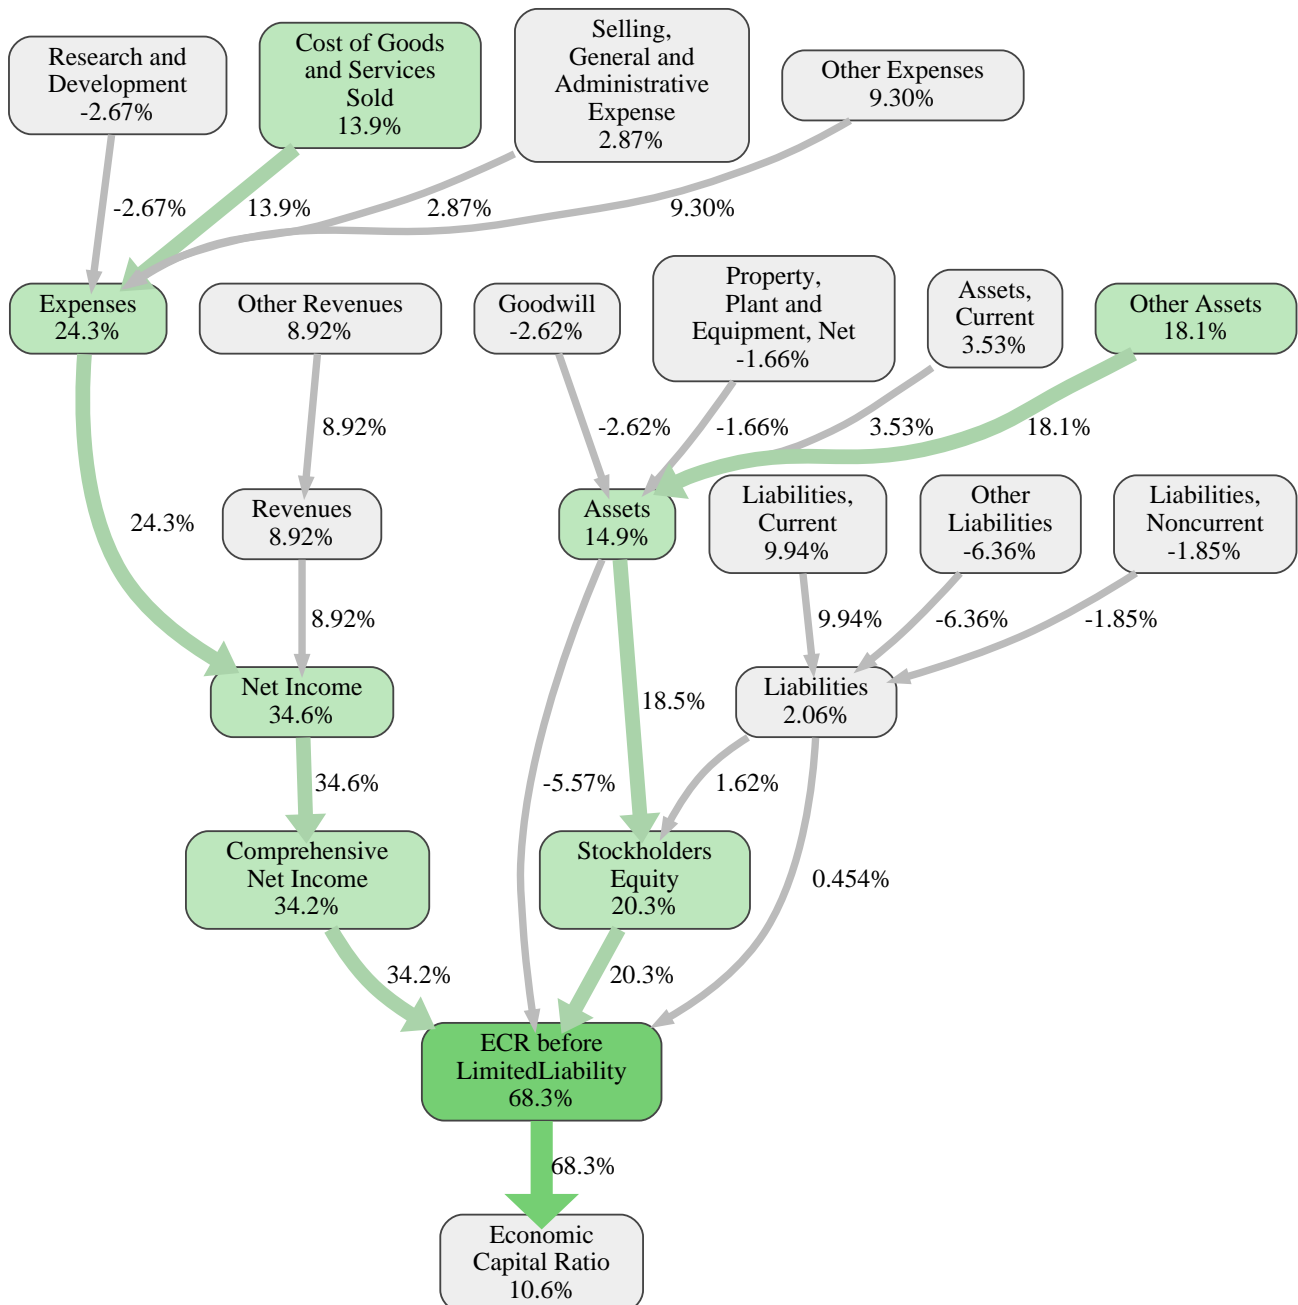 Research and
Development
-2.67%
Cost of Goods
and Services
Sold
13.9%
Selling,
General and
Administrative
Expense
2.87%
Other Expenses
9.30%
-2.67%
13.9%
2.87%
9.30%
Expenses
24.3%
Other Revenues
8.92%
Goodwill
-2.62%
Property,
Plant and
Equipment, Net
-1.66%
Assets,
Current
3.53%
Other Assets
18.1%
8.92%
-2.62%
-1.66%
3.53%
18.1%
24.3%
Revenues
8.92%
Assets
14.9%
Liabilities,
Current
9.94%
Other
Liabilities
-6.36%
Liabilities,
Noncurrent
-1.85%
8.92%
9.94%
-6.36%
-1.85%
Net Income
34.6%
18.5%
Liabilities
2.06%
34.6%
-5.57%
1.62%
Comprehensive
Net Income
34.2%
Stockholders
Equity
20.3%
0.454%
34.2%
20.3%
ECR before
LimitedLiability
68.3%
68.3%
Economic
Capital Ratio
10.6%